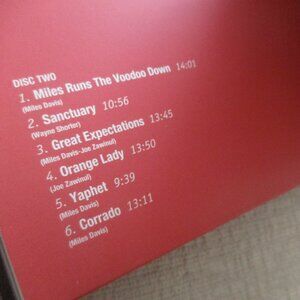 DISC TWO
1. Miles Runs The Voodoo Down 14:01
(Miles Davis)
2. Sanctuary 10:56
(Wayne Shorter)
3. Great Expectations 13:45
(Miles Davis-Joe Zawinul)
4. Orange Lady 13:50
(Joe Zawinul)
5. Yaphet 9:39
(Miles Davis)
6. Corrado 13:11
(Miles Davis)